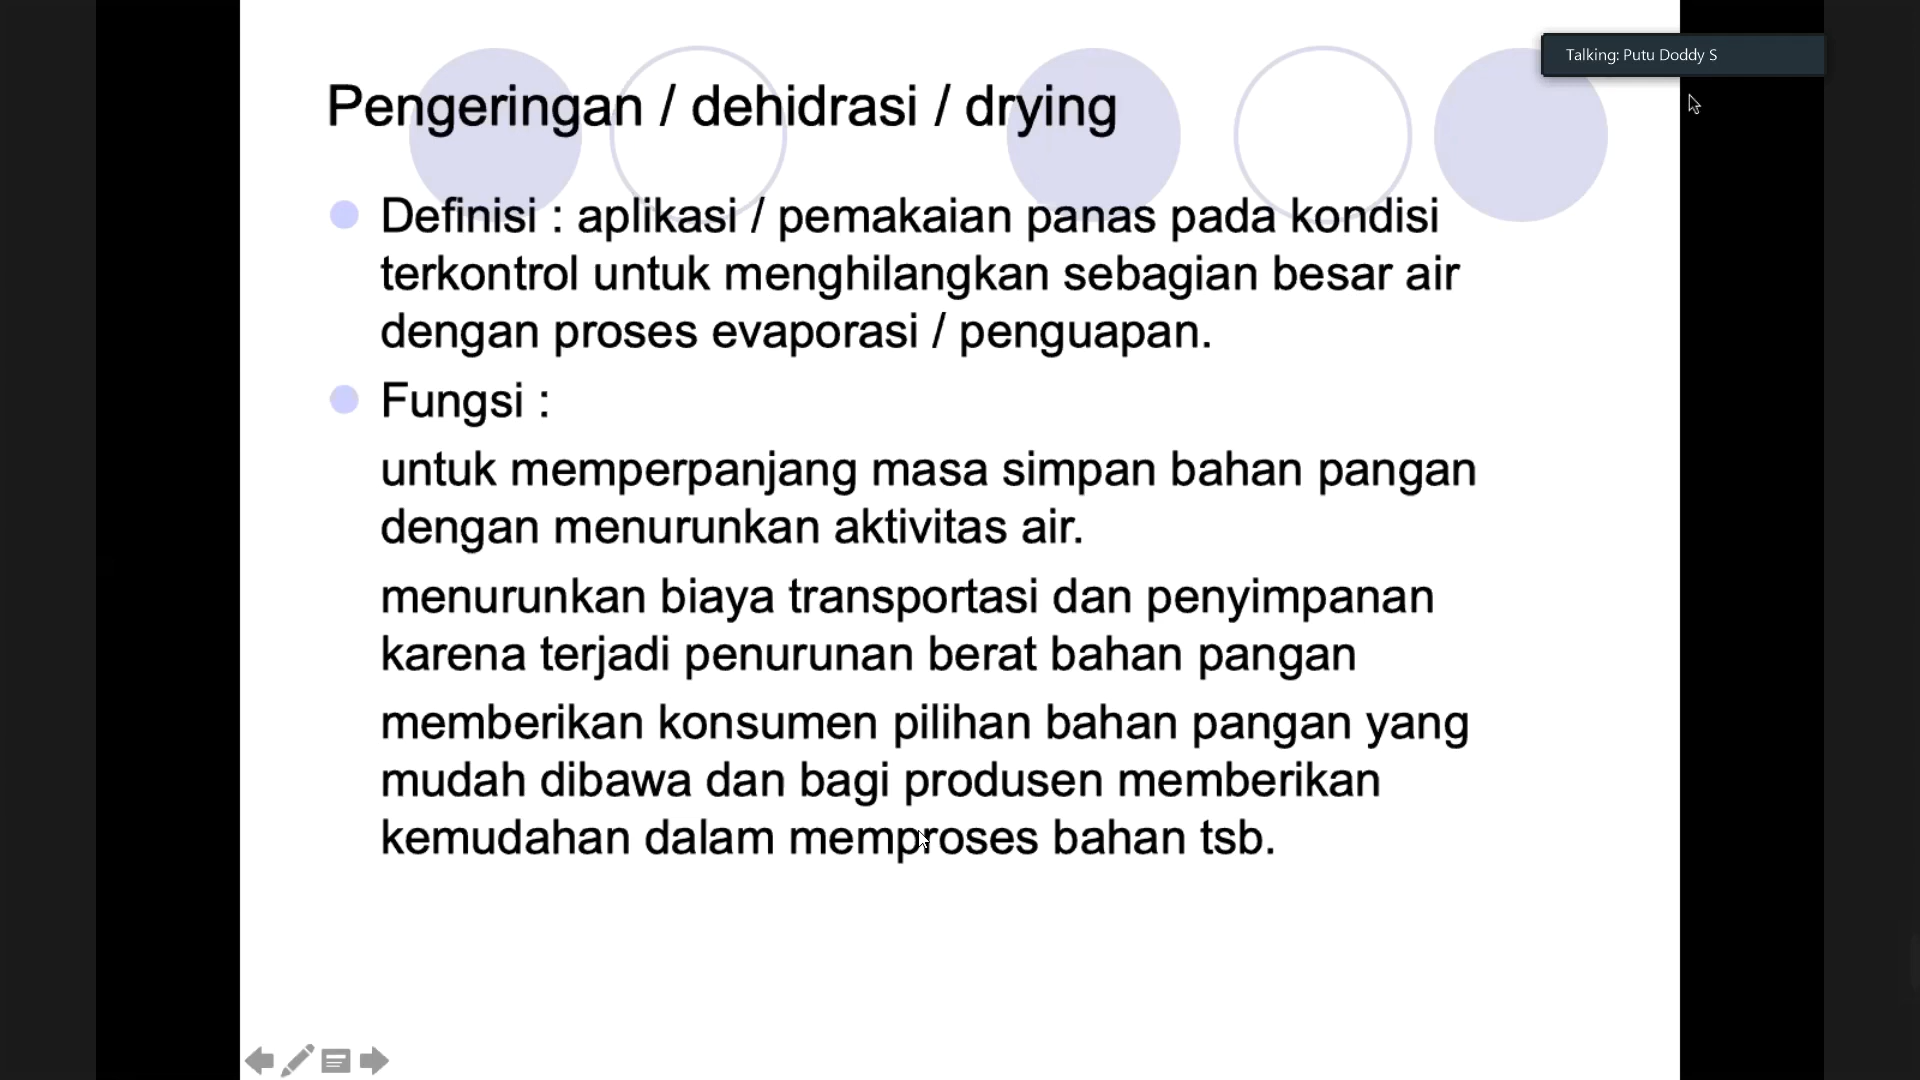 Talking: Putu Doddy S
Pengeringan / dehidrasi / drying
Definisi : aplikasi / pemakaian panas pada kondisi
terkontrol untuk menghilangkan sebagian besar air
dengan proses evaporasi / penguapan.
Fungsi :
untuk memperpanjang masa simpan bahan pangan
dengan menurunkan aktivitas air.
menurunkan biaya transportasi dan penyimpanan
karena terjadi penurunan berat bahan pangan
memberikan konsumen pilihan bahan pangan yang
mudah dibawa dan bagi produsen memberikan
kemudahan dalam memproses bahan tsb.